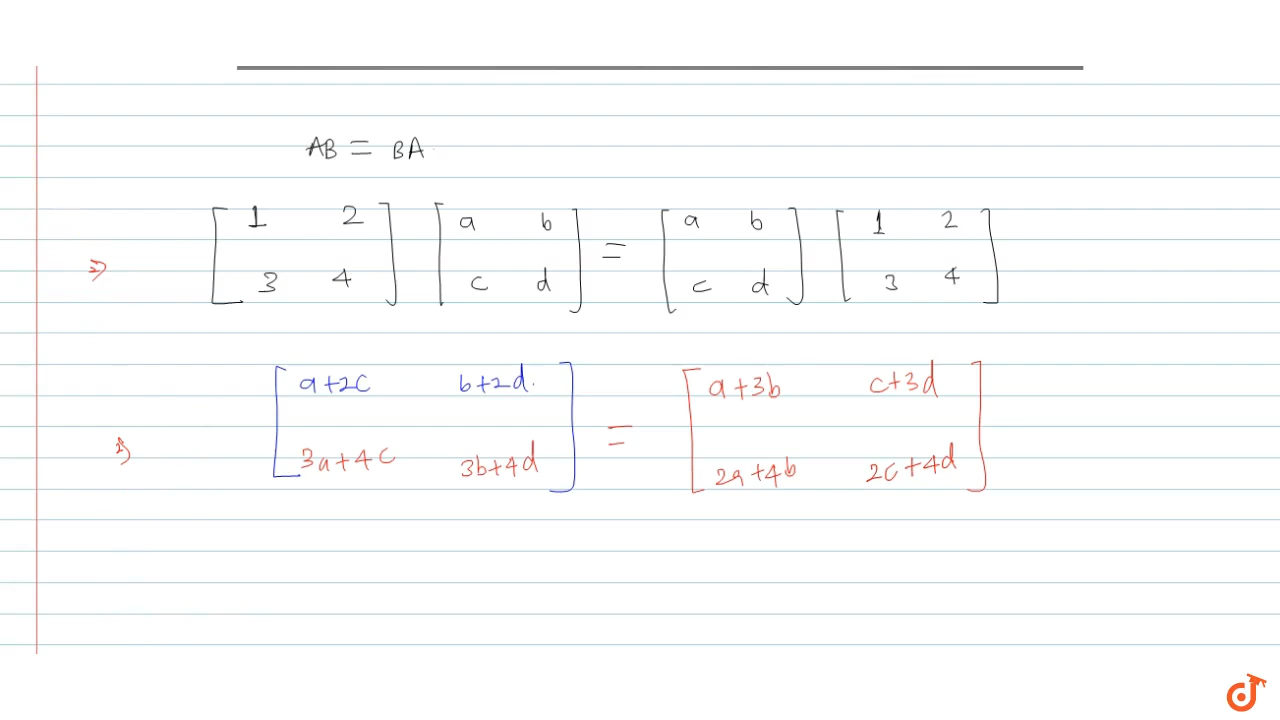 AB = BA
⇒ [ 1 2 ] [ a b ] = [ a b ] [ 1 2 ]
[ 3 4 ] [ c d ] [ c d ] [ 3 4 ]
⇒ [ a+2c b+2d. ] = [ a+3b c+3d ]
[ 3a+4c 3b+4d ] [ 2a+4b 2c+4d ]